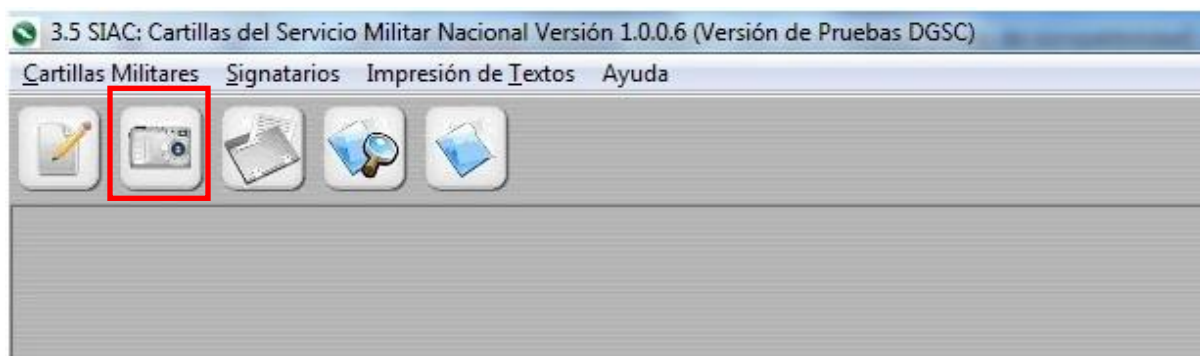 3.5 SIAC: Cartillas del Servicio Militar Nacional Versión 1.0.0.6 (Versión de Pruebas DGSC)
Cartillas Militares Signatarios Impresión de Textos Ayuda